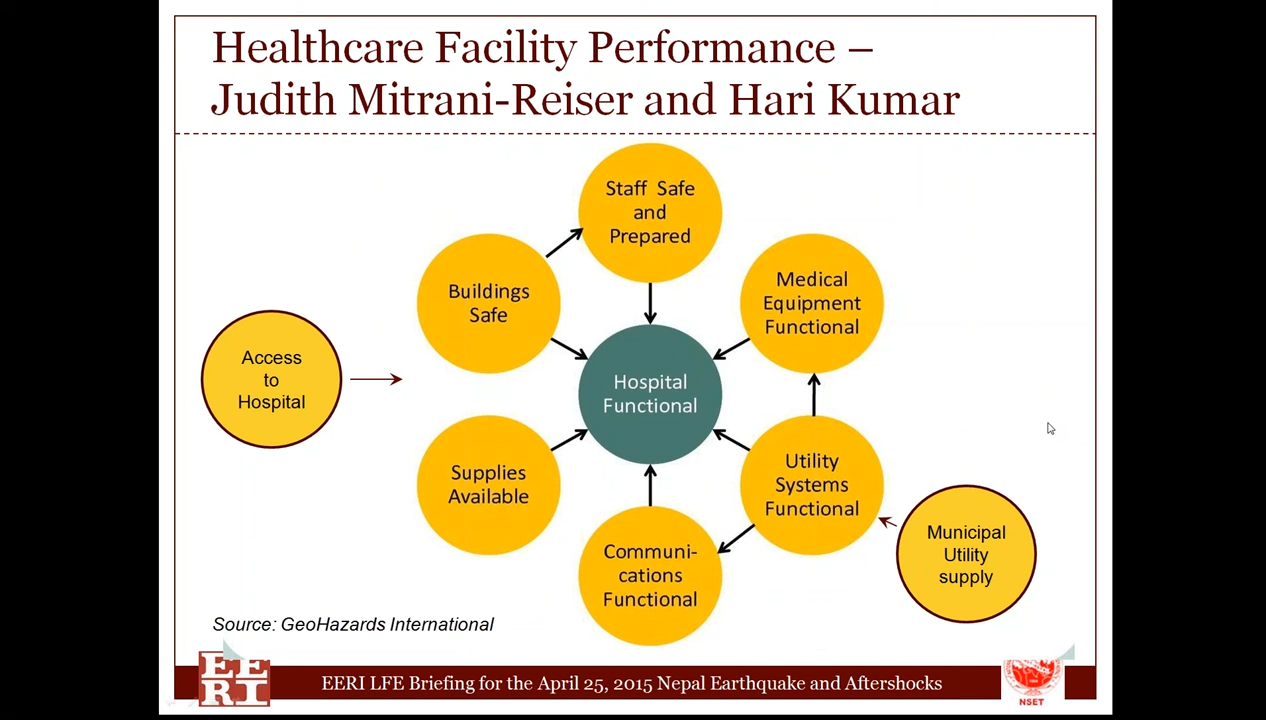 Healthcare Facility Performance –
Judith Mitrani-Reiser and Hari Kumar
Staff Safe
and
Prepared
Buildings
Safe
Medical
Equipment
Functional
Access
to
Hospital
Hospital
Functional
Supplies
Available
Utility
Systems
Functional
Communi-
cations
Functional
Municipal
Utility
supply
Source: GeoHazards International
EE
RI
EERI LFE Briefing for the April 25, 2015 Nepal Earthquake and Aftershocks
NSET